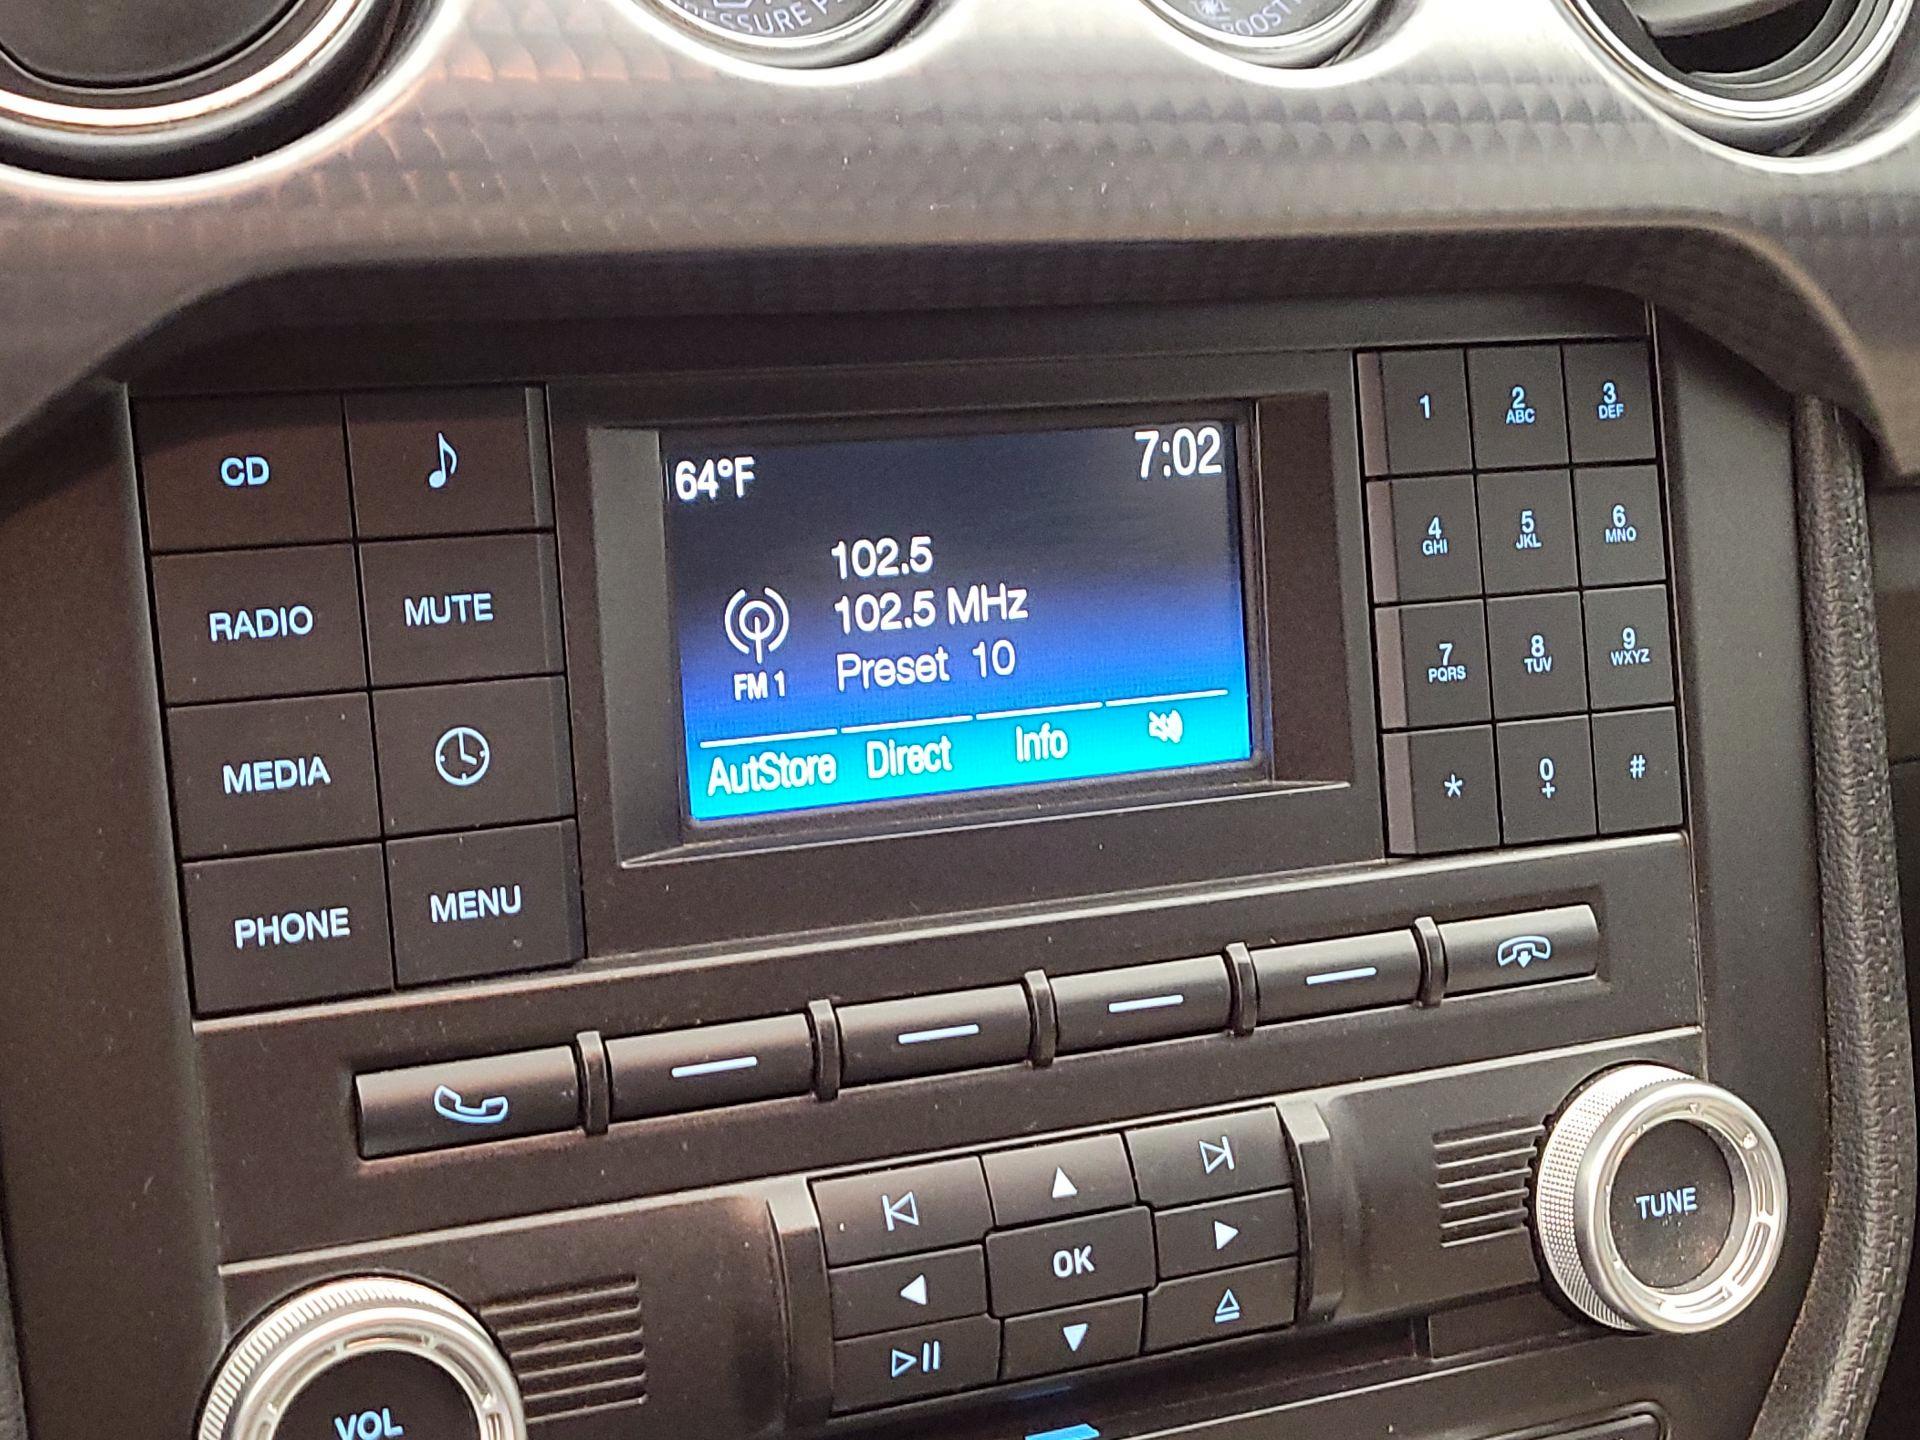 PRESSURE
BOOST
64°F
7:02
102.5
102.5 MHz
Preset 10
FM 1
AutStore Direct Info
CD
RADIO MUTE
MEDIA
PHONE MENU
1 2 ABC 3 DEF
4 GHI 5 JKL 6 MNO
7 PQRS 8 TUV 9 WXYZ
* 0 + #
OK
TUNE
VOL